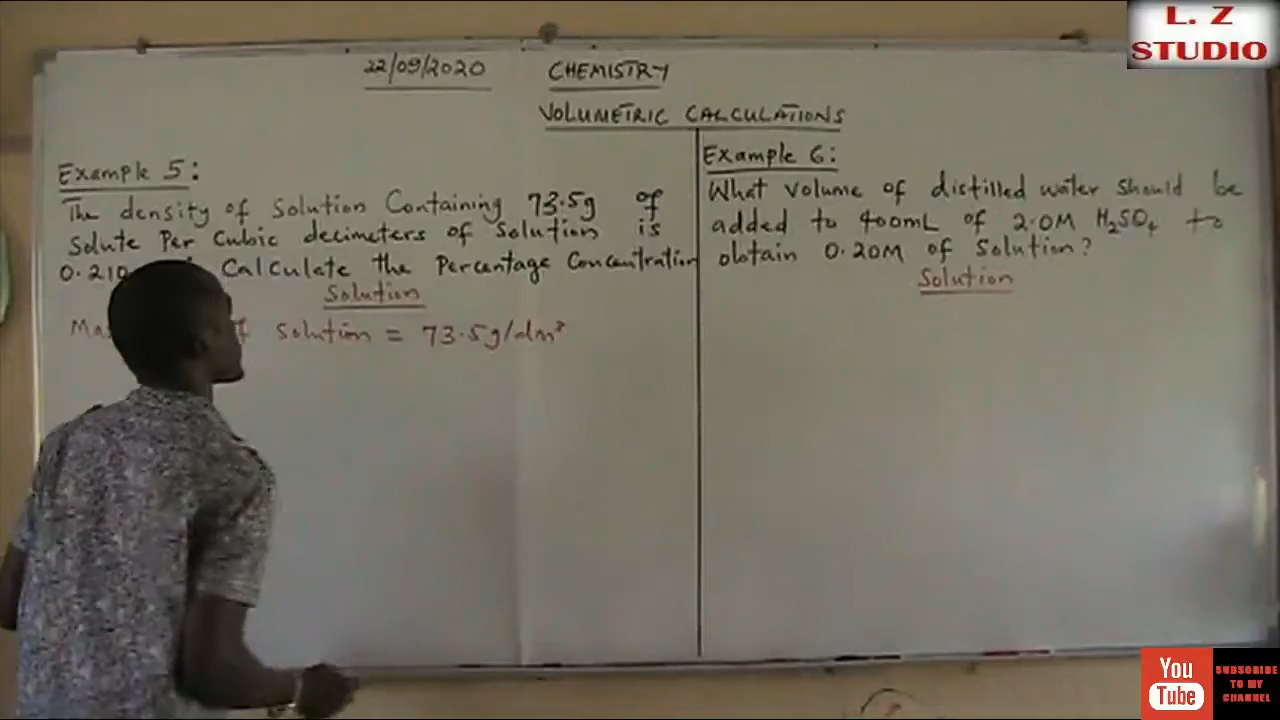 L. Z
STUDIO
22/09/2020 CHEMISTRY
VOLUMETRIC CALCULATIONS
Example 5:
The density of Solution Containing 73.5g of
Solute Per Cubic decimeters of Solution is
0.210 Calculate the Percentage Concentration
Solution
solution = 73.5g/dm³
Example 6:
What volume of distilled water should be
added to 400mL of 2.0M H₂SO₄ to
obtain 0.20M of Solution?
Solution
You
Tube
SUBSCRIBE
TO MY
CHANNEL